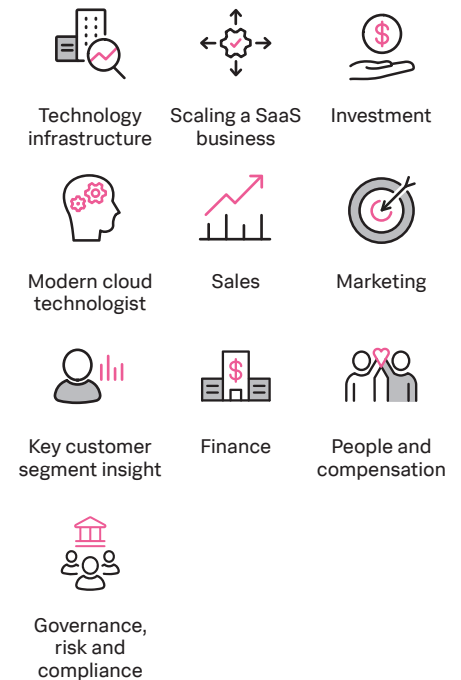 Technology
infrastructure
Scaling a SaaS
business
Investment
Modern cloud
technologist
Sales
Marketing
Key customer
segment insight
$
Finance
People and
compensation
Governance,
risk and
compliance